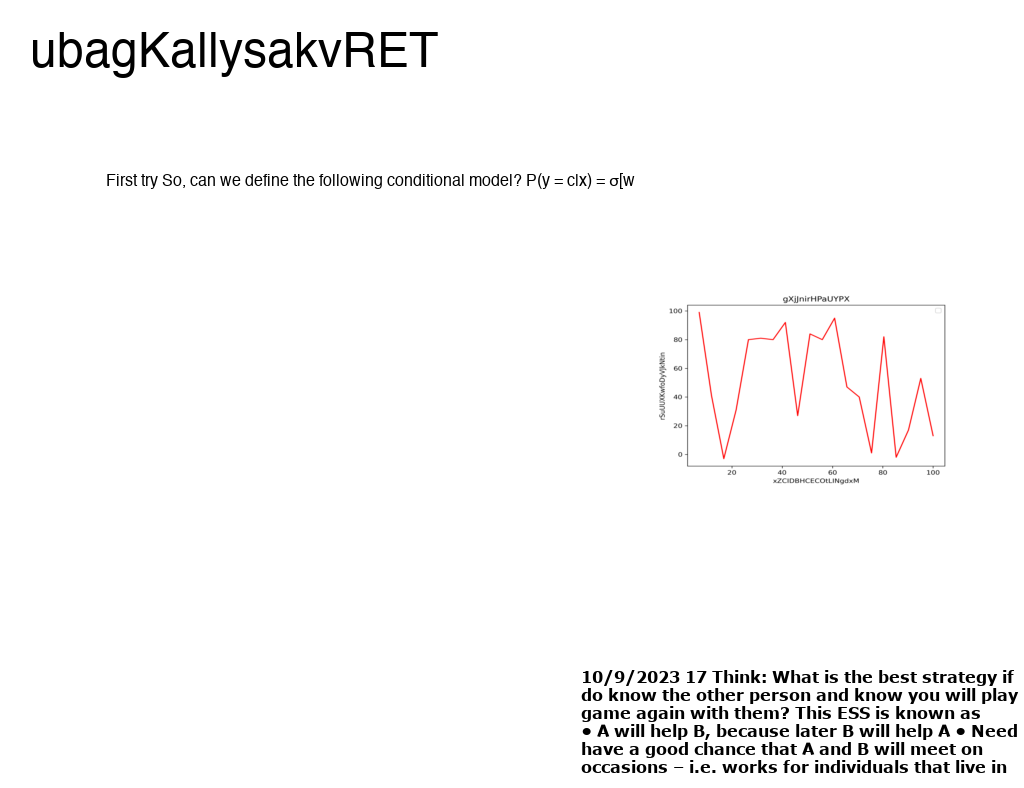 ubagKallysakvRET
First try So, can we define the following conditional model? P(y = c|x) = σ[w
gXjJnirHPaUYPX
100
80
60
40
20
0
20 40 60 80 100
xZCIDBHCECOtLINgdxM
10/9/2023 17 Think: What is the best strategy if
do know the other person and know you will play
game again with them? This ESS is known as
• A will help B, because later B will help A • Need
have a good chance that A and B will meet on
occasions – i.e. works for individuals that live in